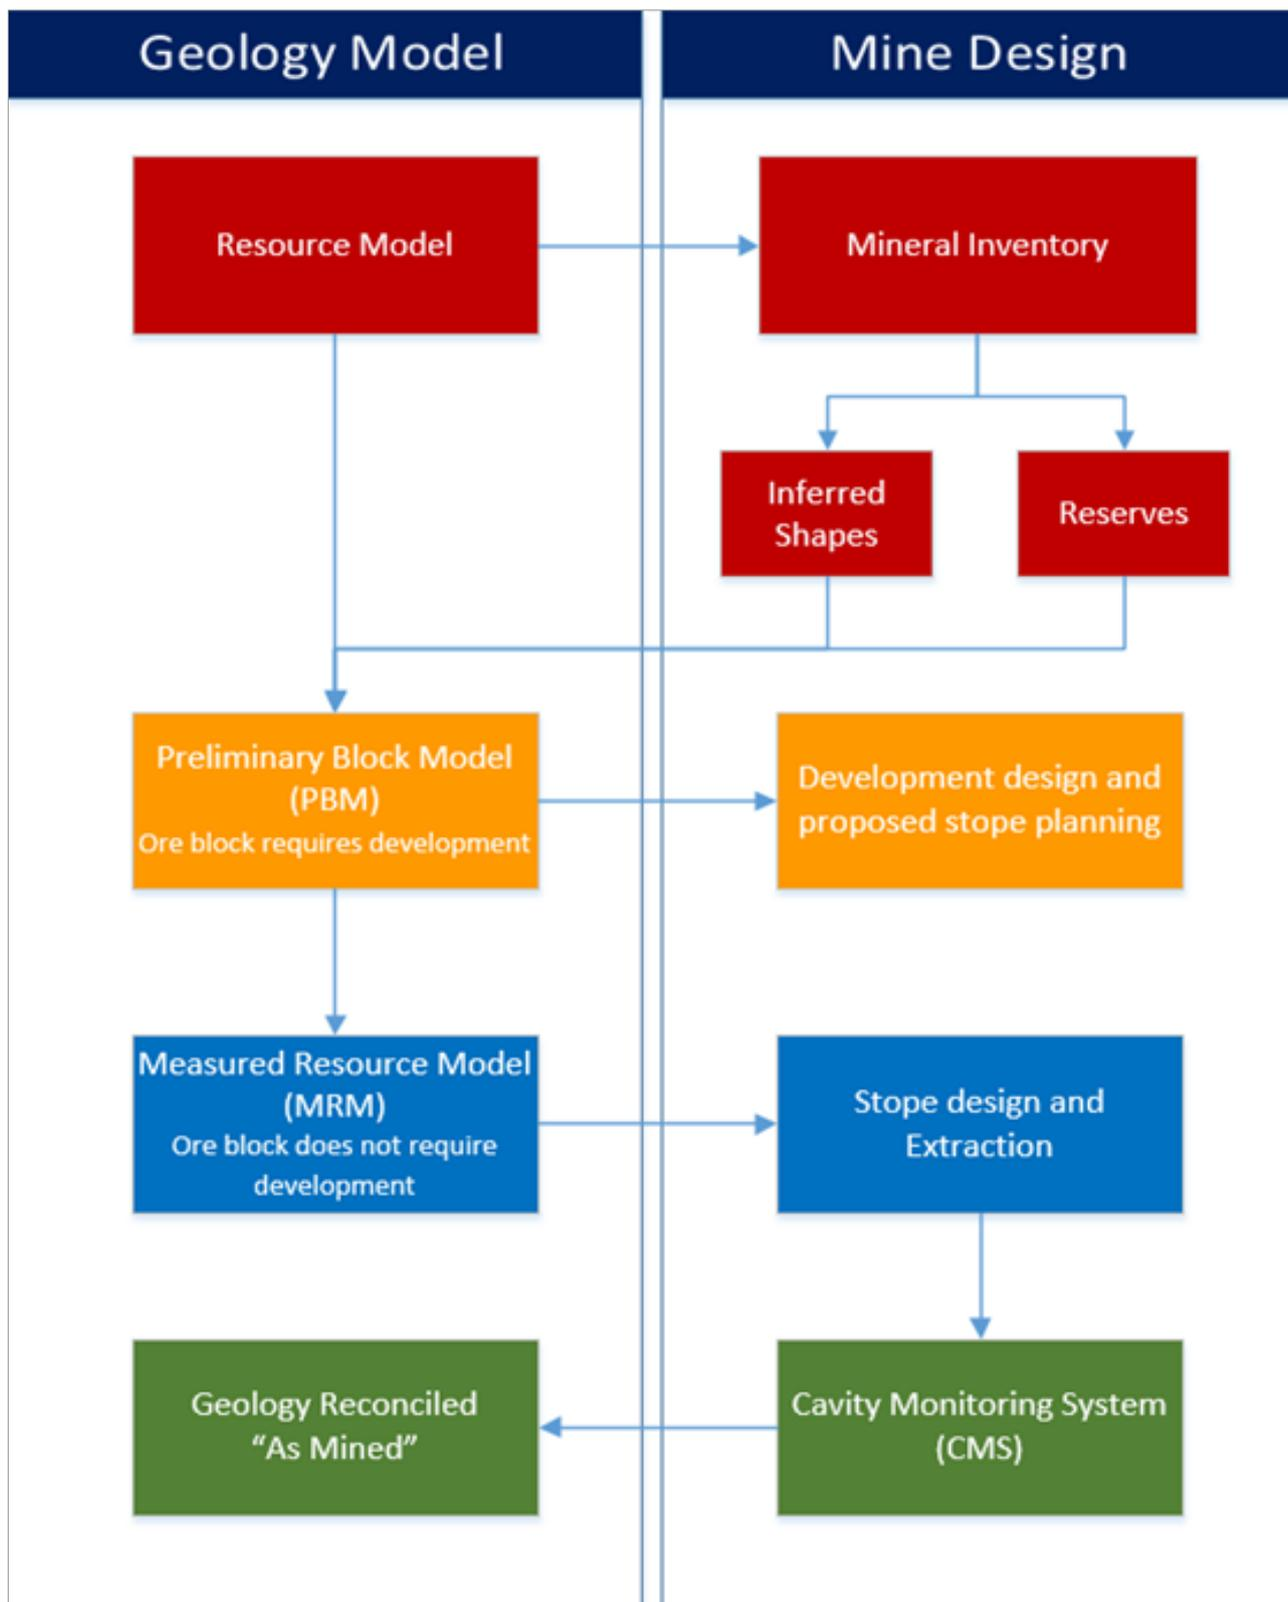 Geology Model
Mine Design
Resource Model
Mineral Inventory
Inferred
Shapes
Reserves
Preliminary Block Model
(PBM)
Ore block requires development
Development design and
proposed stope planning
Measured Resource Model
(MRM)
Ore block does not require
development
Stope design and
Extraction
Geology Reconciled
“As Mined”
Cavity Monitoring System
(CMS)